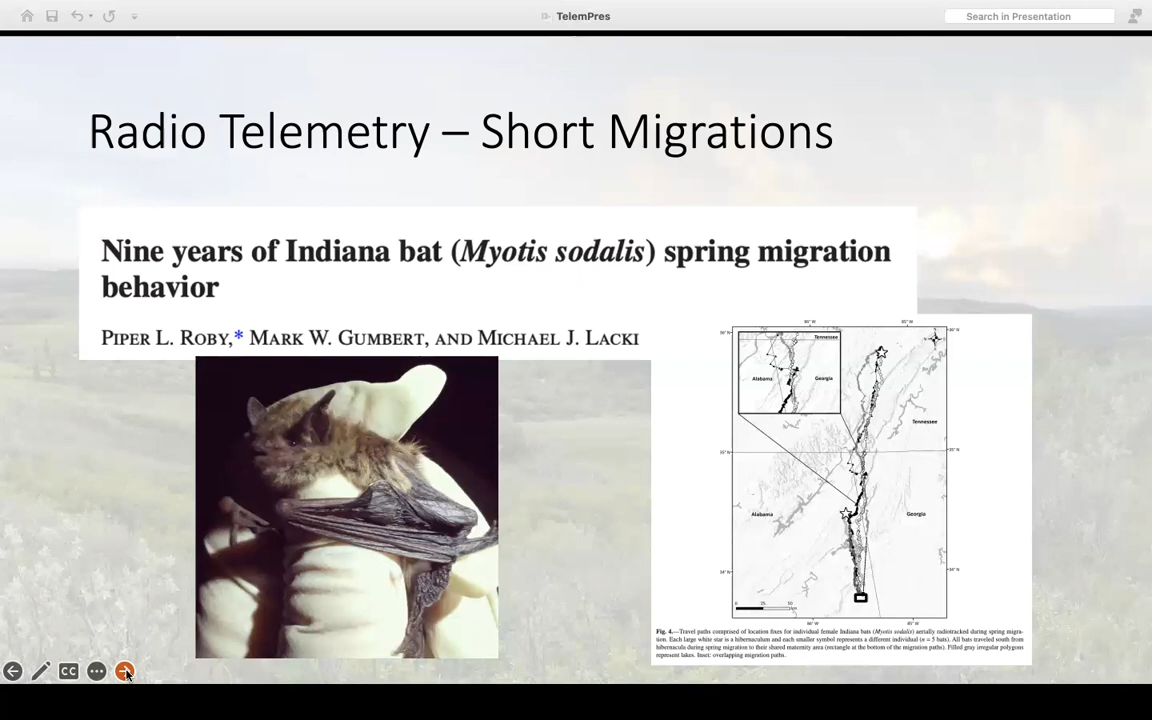 TelemPres
Search in Presentation
Radio Telemetry – Short Migrations
Nine years of Indiana bat (Myotis sodalis) spring migration
behavior
PIPER L. ROBY,* MARK W. GUMBERT, AND MICHAEL J. LACKI
Tennessee
Alabama
Georgia
Tennessee
Alabama
Georgia
Fig. 4.—Travel paths comprised of location fixes for individual female Indiana bats (Myotis sodalis) aerially radiotracked during spring migra-
tion. Each large white star is a hibernaculum and each smaller symbol represents a different individual (n = 5 bats). All bats traveled south from
hibernacula during spring migration to their shared maternity area (rectangle at the bottom of the migration paths). Filled gray irregular polygons
represent lakes. Inset: overlapping migration paths.
CC